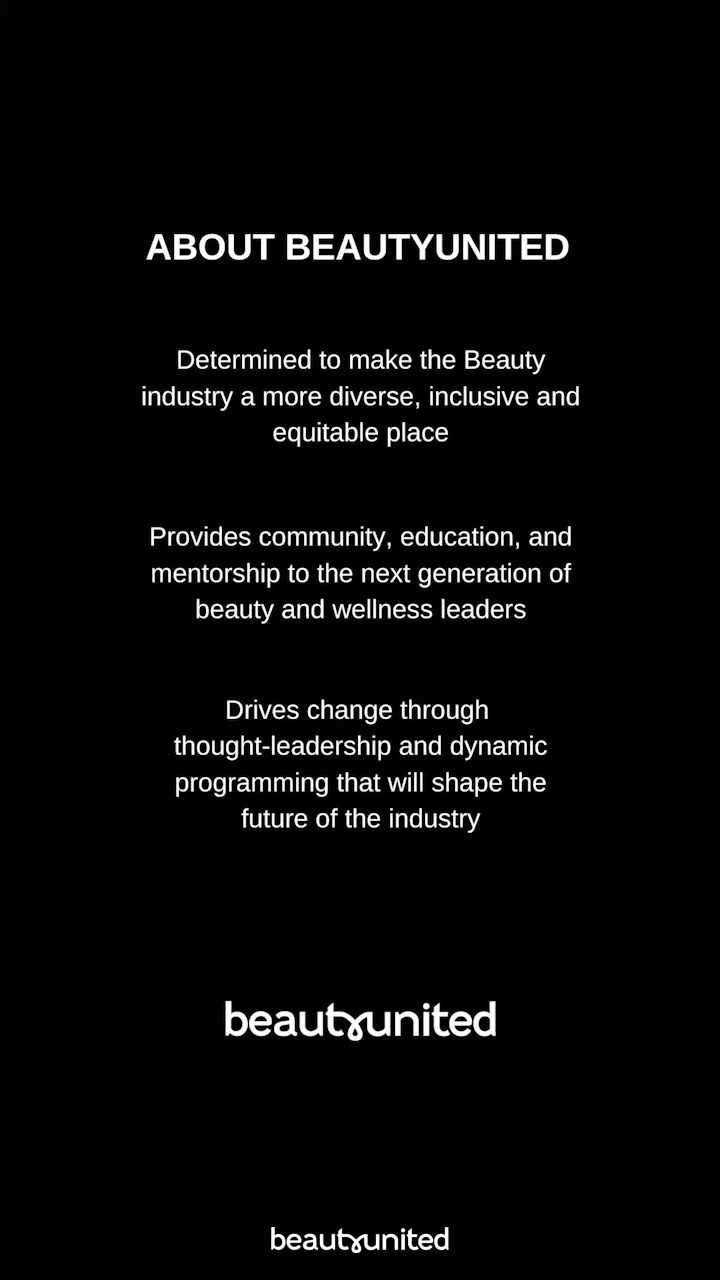 ABOUT BEAUTYUNITED
Determined to make the Beauty
industry a more diverse, inclusive and
equitable place
Provides community, education, and
mentorship to the next generation of
beauty and wellness leaders
Drives change through
thought-leadership and dynamic
programming that will shape the
future of the industry
beautyunited
beautyunited